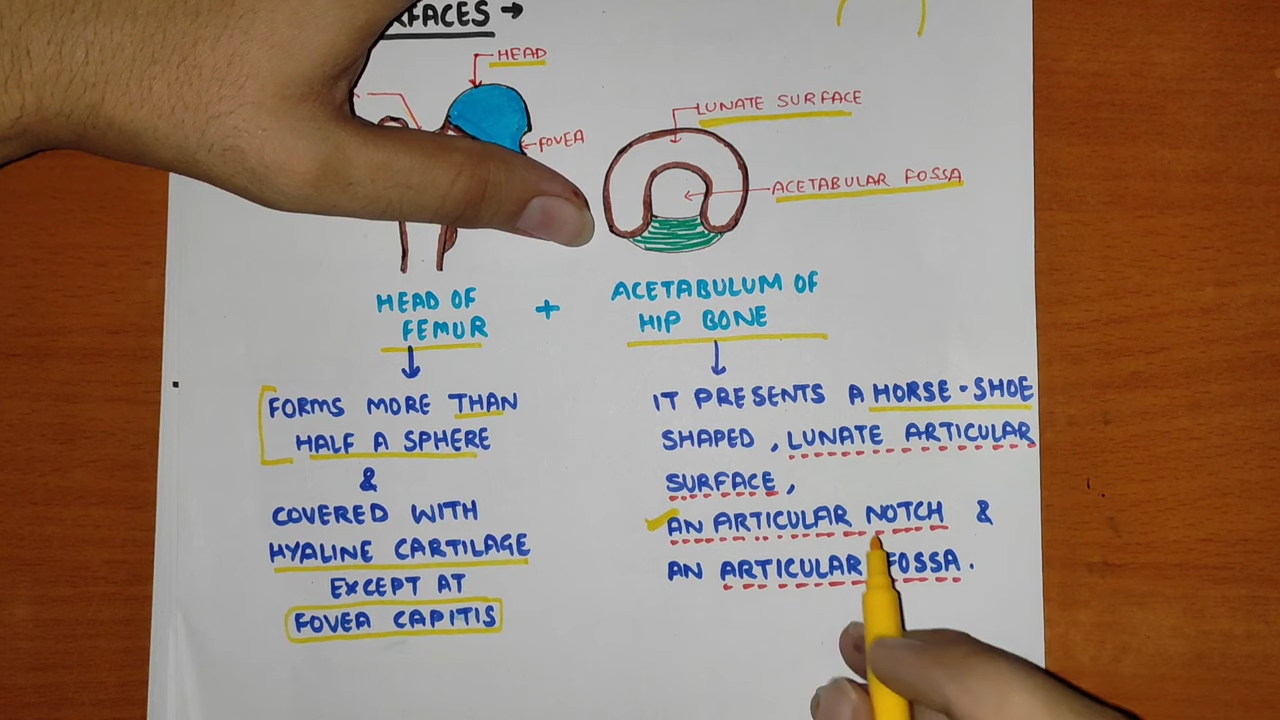 RFACES →
HEAD
FOVEA
LUNATE SURFACE
ACETABULAR FOSSA
HEAD OF
FEMUR
+
ACETABULUM OF
HIP BONE
FORMS MORE THAN
HALF A SPHERE
&
COVERED WITH
HYALINE CARTILAGE
EXCEPT AT
FOVEA CAPITIS
IT PRESENTS A HORSE-SHOE
SHAPED, LUNATE ARTICULAR
SURFACE,
AN ARTICULAR NOTCH &
AN ARTICULAR FOSSA.